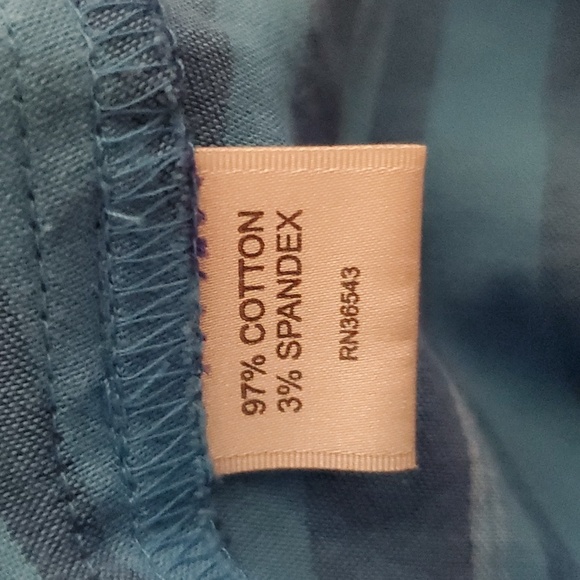 97% COTTON
3% SPANDEX
RN36543